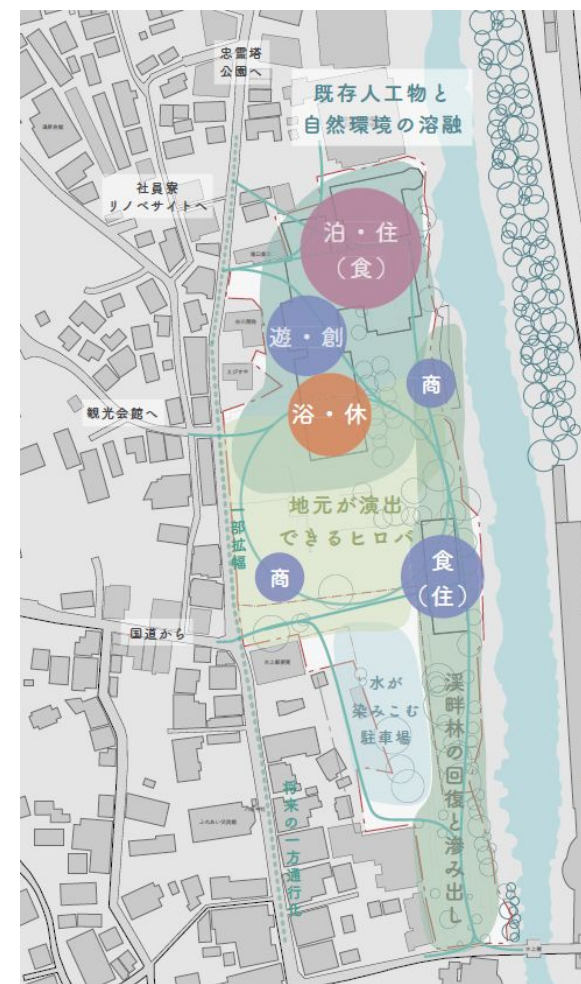 忠霊塔
公園へ
既存人工物と
自然環境の溶融
社員寮
リノベサイトへ
泊・住
（食）
遊・創
商
浴・休
観光会館へ
地元が演出
できるヒロバ
一部拡幅
商
食
（住）
国道から
水が
染みこむ
駐車場
渓畔林の回復と滲み出し
将来の一方通行化